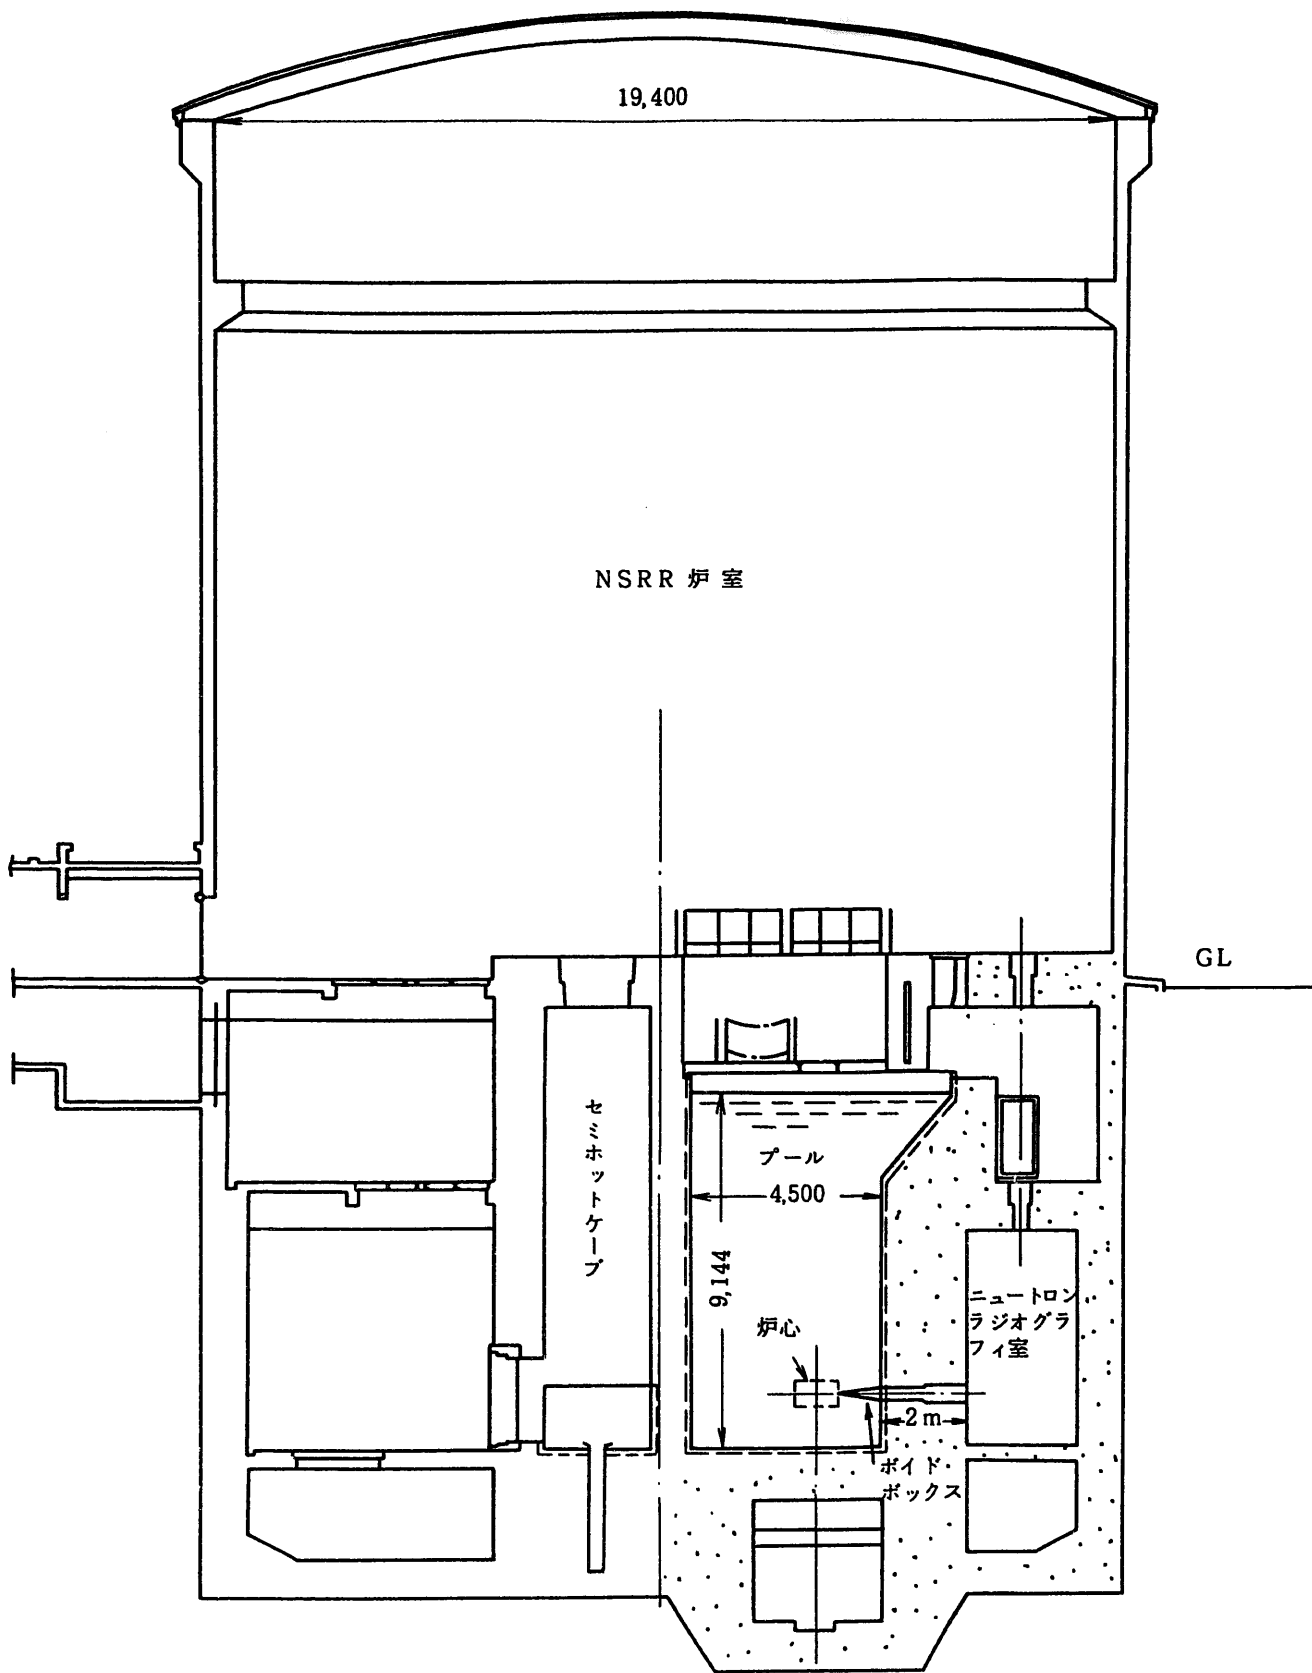 19,400
NSRR 炉室
GL
セミホットケーブ
プール
4,500
9,144
炉心
ニュートロン
ラジオグラ
フィ室
2m
ボイド
ボックス